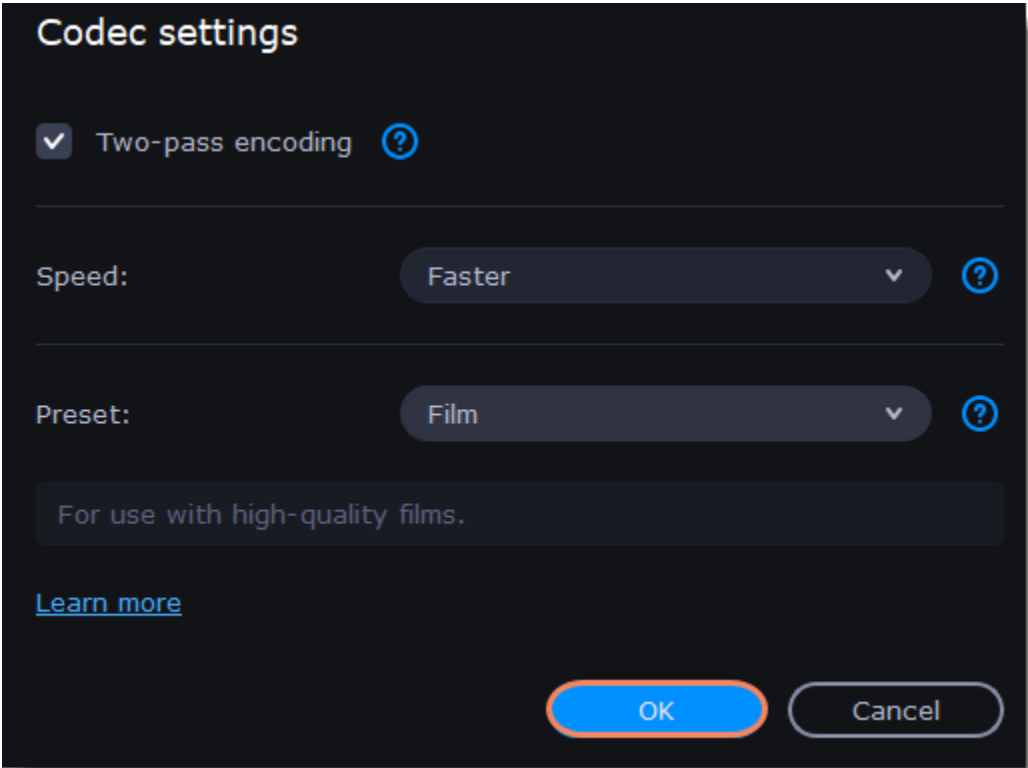 Codec settings
Two-pass encoding ?
Speed: Faster ?
Preset: Film ?
For use with high-quality films.
Learn more
OK Cancel